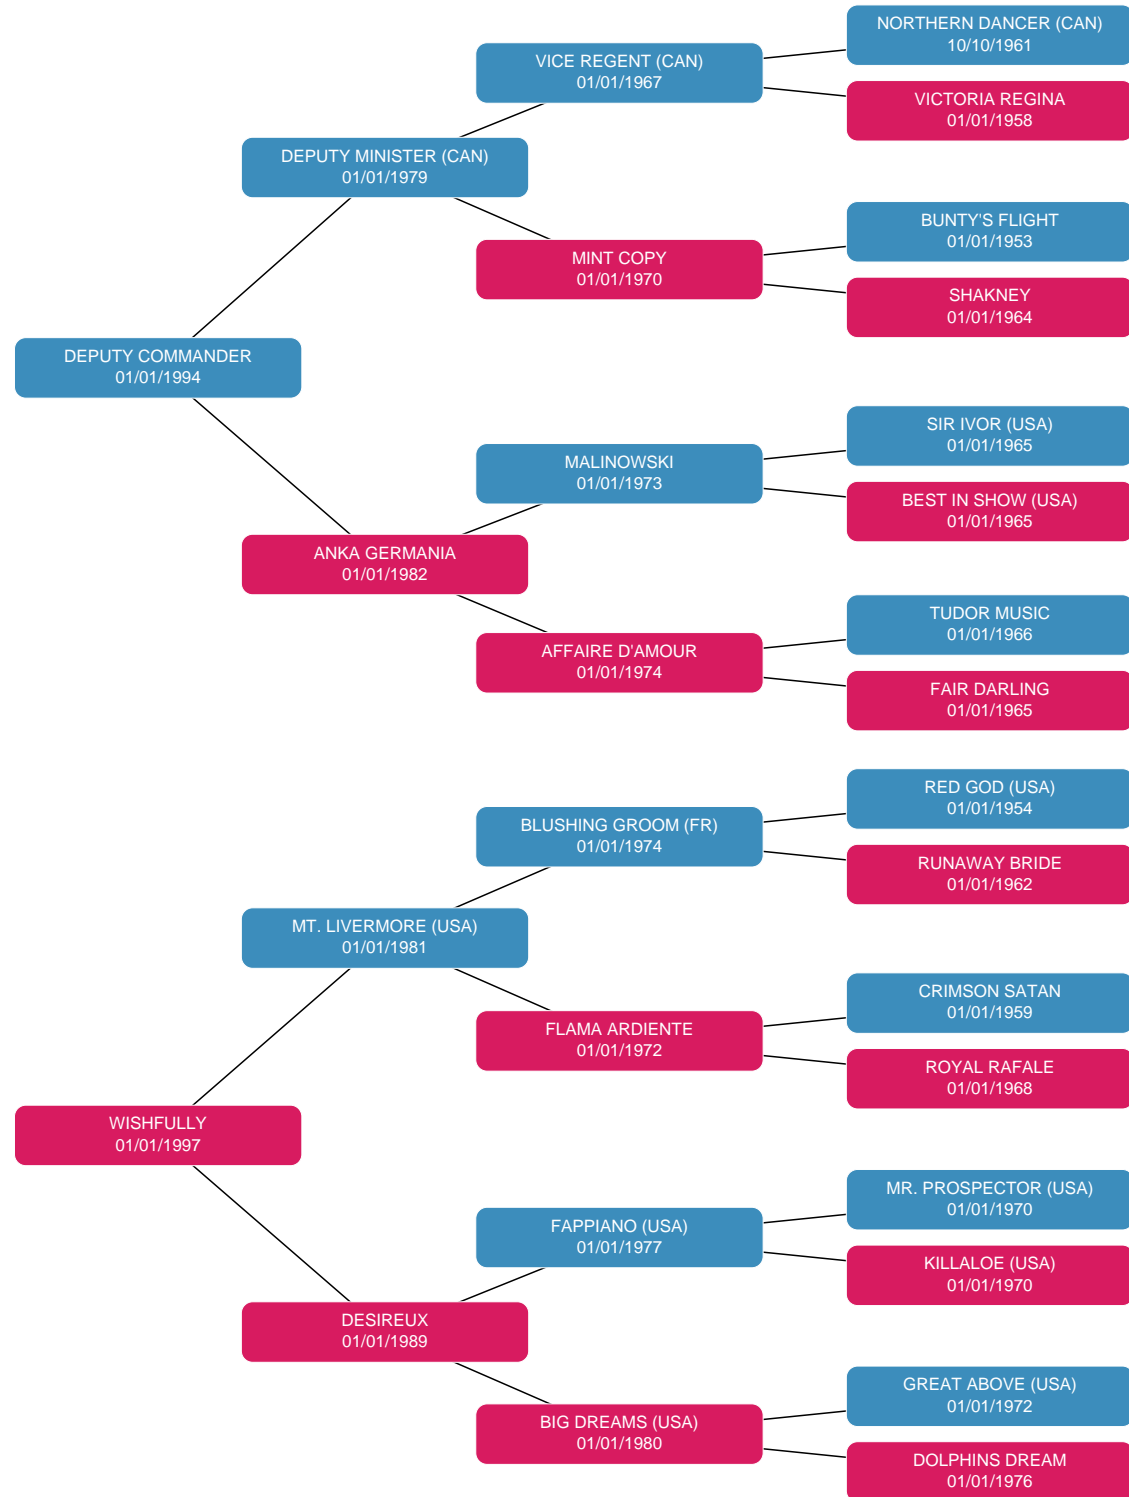 NORTHERN DANCER (CAN)
10/10/1961
VICE REGENT (CAN)
01/01/1967
VICTORIA REGINA
01/01/1958
DEPUTY MINISTER (CAN)
01/01/1979
BUNTY'S FLIGHT
01/01/1953
MINT COPY
01/01/1970
SHAKNEY
01/01/1964
DEPUTY COMMANDER
01/01/1994
SIR IVOR (USA)
01/01/1965
MALINOWSKI
01/01/1973
BEST IN SHOW (USA)
01/01/1965
ANKA GERMANIA
01/01/1982
TUDOR MUSIC
01/01/1966
AFFAIRE D'AMOUR
01/01/1974
FAIR DARLING
01/01/1965
RED GOD (USA)
01/01/1954
BLUSHING GROOM (FR)
01/01/1974
RUNAWAY BRIDE
01/01/1962
MT. LIVERMORE (USA)
01/01/1981
CRIMSON SATAN
01/01/1959
FLAMA ARDIENTE
01/01/1972
ROYAL RAFALE
01/01/1968
WISHFULLY
01/01/1997
MR. PROSPECTOR (USA)
01/01/1970
FAPPIANO (USA)
01/01/1977
KILLALOE (USA)
01/01/1970
DESIREUX
01/01/1989
GREAT ABOVE (USA)
01/01/1972
BIG DREAMS (USA)
01/01/1980
DOLPHINS DREAM
01/01/1976